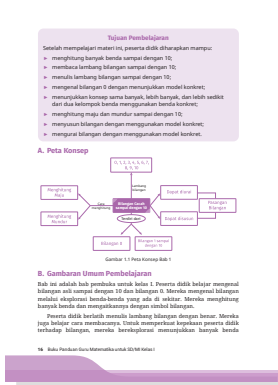 Tujuan Pembelajaran
Setelah mempelajari materi ini, peserta didik diharapkan mampu:
► menghitung banyak benda sampai dengan 10;
► membaca lambang bilangan sampai dengan 10;
► menulis lambang bilangan sampai dengan 10;
► mengenal bilangan 0 dengan menggunakan model konkret;
► menunjukkan konsep sama banyak, lebih banyak, dan lebih sedikit
dari dua kelompok benda menggunakan benda konkret;
► menghitung maju dan mundur sampai dengan 10;
► menyusun bilangan dengan menggunakan model konkret;
► mengurai bilangan dengan menggunakan model konkret.
A. Peta Konsep
0, 1, 2, 3, 4, 5, 6, 7,
8, 9, 10
Lambang
bilangan
Menghitung
Maju
Menghitung
Mundur
Cara
menghitung
Bilangan Cacah
sampai dengan 10
Terdiri dari
Dapat diurai
Dapat disusun
Pasangan
Bilangan
Bilangan 0
Bilangan 1 sampai
dengan 10
Gambar 1.1 Peta Konsep Bab 1
B. Gambaran Umum Pembelajaran
Bab ini adalah bab pembuka untuk kelas 1. Peserta didik belajar mengenal
bilangan asli sampai dengan 10 dan bilangan 0. Mereka mengenal bilangan
melalui eksplorasi benda-benda yang ada di sekitar. Mereka menghitung
banyak benda dan mengaitkannya dengan simbol bilangan.
Peserta didik berlatih menulis lambang bilangan dengan benar. Mereka
juga belajar cara membacanya. Untuk memperkuat kepekaan peserta didik
terhadap bilangan, mereka bereksplorasi menunjukkan banyak benda
16 Buku Panduan Guru Matematika untuk SD/MI Kelas I